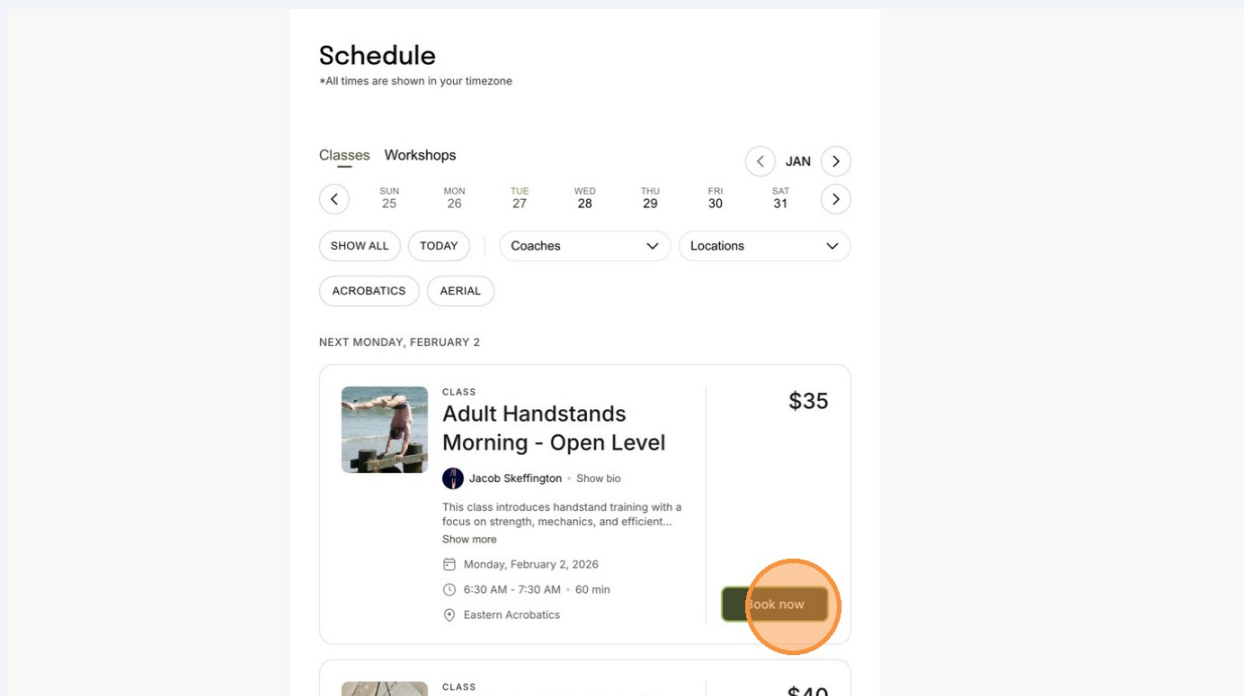 Schedule
*All times are shown in your timezone
Classes Workshops
JAN
SUN MON TUE WED THU FRI SAT
25 26 27 28 29 30 31
SHOW ALL TODAY Coaches Locations
ACROBATICS AERIAL
NEXT MONDAY, FEBRUARY 2
CLASS
Adult Handstands
Morning - Open Level
$35
Jacob Skeffington • Show bio
This class introduces handstand training with a
focus on strength, mechanics, and efficient...
Show more
Monday, February 2, 2026
6:30 AM - 7:30 AM • 60 min
Eastern Acrobatics
Book now
CLASS
$40